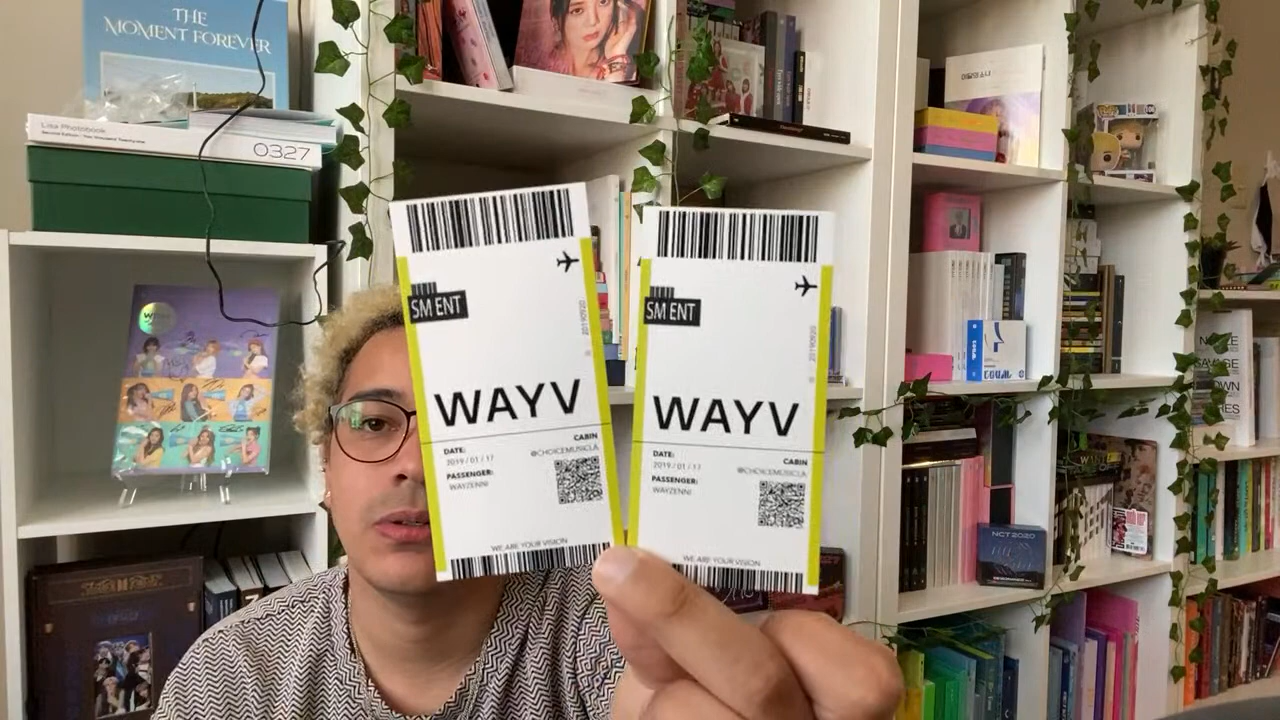 THE
MOMENT FOREVER
Lisa Photobook
0327
SM ENT
20190920
WAYV
CABIN
DATE:
@CHOICEMUSICLA
2019 / 01 / 17
PASSENGER:
WAYZENNI
WE ARE YOUR VISION
SM ENT
WAYV
CABIN
DATE:
@CHOICEMUSICLA
2019 / 01 / 17
PASSENGER:
WAYZENNI
WE ARE YOUR VISION
NCT 2020